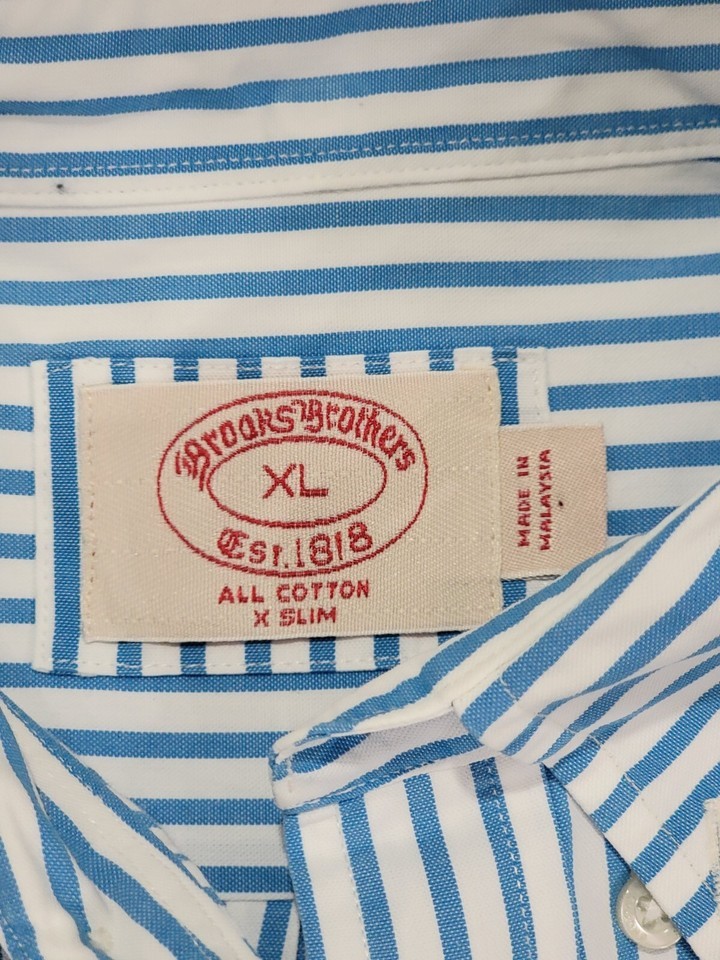 Brooks Brothers
XL
Est. 1818
ALL COTTON
X SLIM
MADE IN
MALAYSIA